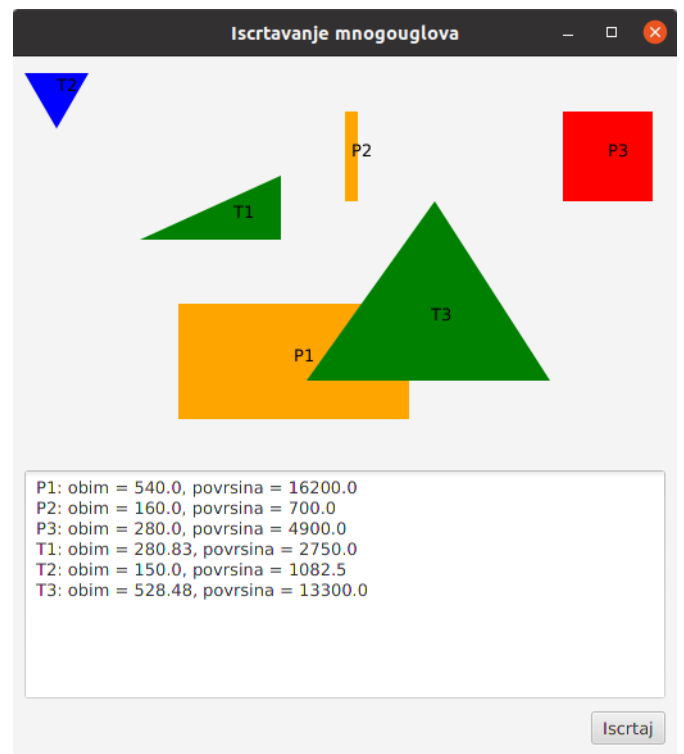 Iscrtavanje mnogouglova
T2
P2
P3
T1
T3
P1
P1: obim = 540.0, povrsina = 16200.0
P2: obim = 160.0, povrsina = 700.0
P3: obim = 280.0, povrsina = 4900.0
T1: obim = 280.83, povrsina = 2750.0
T2: obim = 150.0, povrsina = 1082.5
T3: obim = 528.48, povrsina = 13300.0
Iscrtaj